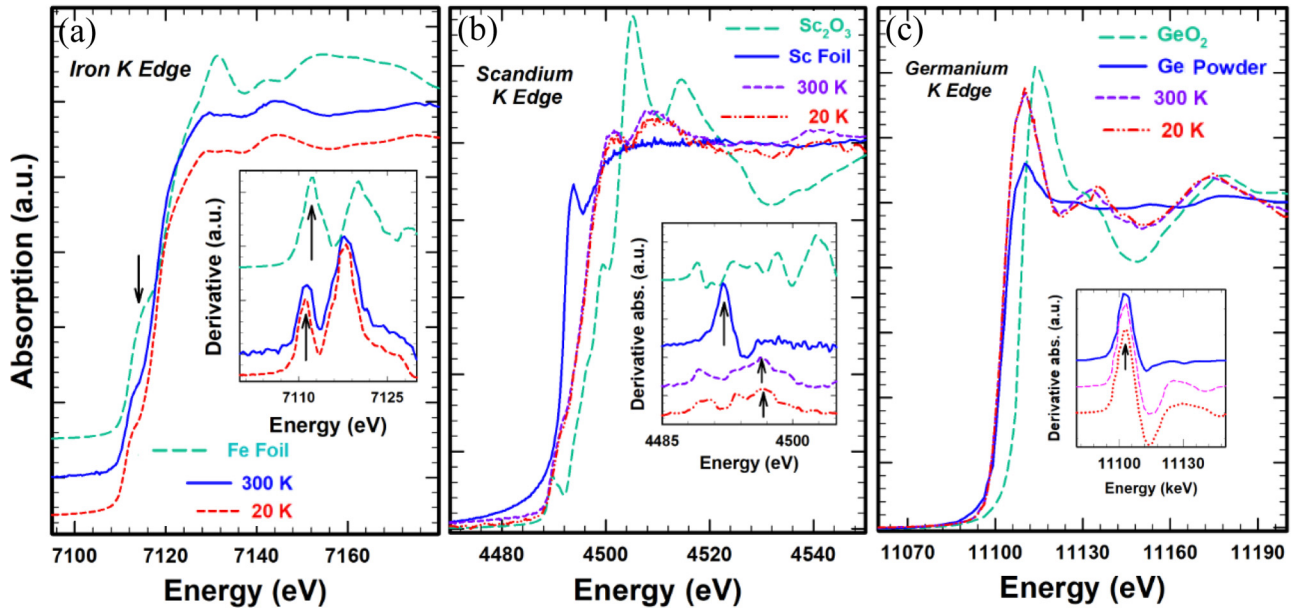 (a)
Iron K Edge
Absorption (a.u.)
Derivative (a.u.)
7110
7125
Energy (eV)
Fe Foil
300 K
20 K
7100
7120
7140
7160
Energy (eV)
(b)
Sc₂O₃
Sc Foil
300 K
20 K
Scandium
K Edge
Derivative abs. (a.u.)
4485
4500
Energy (eV)
4480
4500
4520
4540
Energy (eV)
(c)
GeO₂
Ge Powder
300 K
20 K
Germanium
K Edge
Derivative abs. (a.u.)
11100
11130
Energy (keV)
11070
11100
11130
11160
11190
Energy (eV)